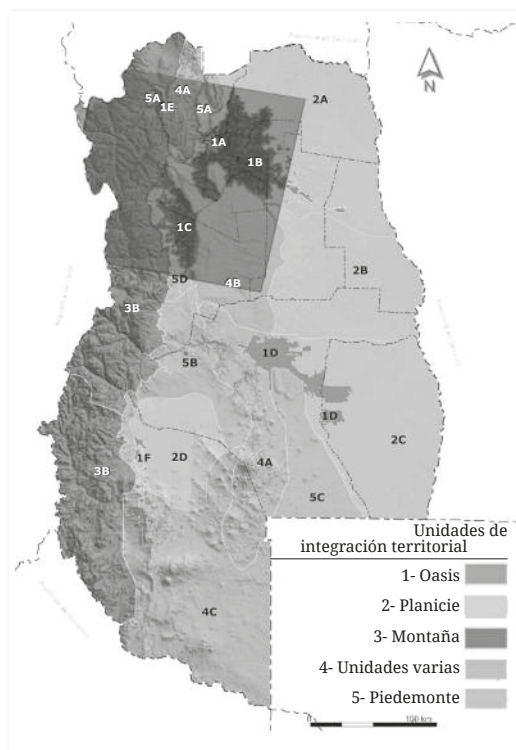 N
2A
4A
5A
1E
5A
1A
1B
1C
2B
5D
4B
3B
1D
5B
1D
2C
1F
2D
4A
3B
5C
4C
Unidades de
integración territorial
1- Oasis
2- Planicie
3- Montaña
4- Unidades varias
5- Piedemonte
0
100 km